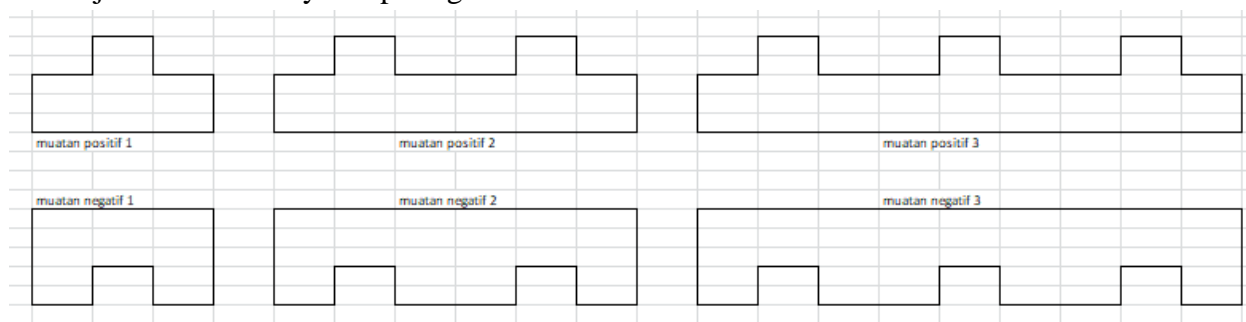 muatan positif 1
muatan positif 2
muatan positif 3
muatan negatif 1
muatan negatif 2
muatan negatif 3